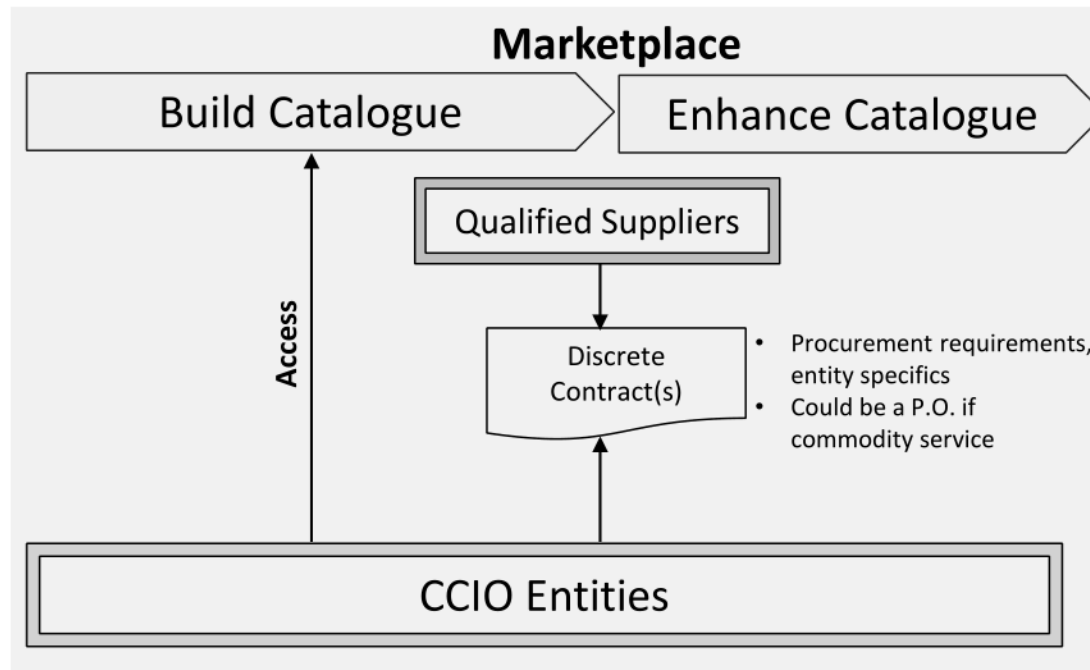 Marketplace
Build Catalogue
Enhance Catalogue
Qualified Suppliers
Access
Discrete
Contract(s)
• Procurement requirements,
entity specifics
• Could be a P.O. if
commodity service
CCIO Entities